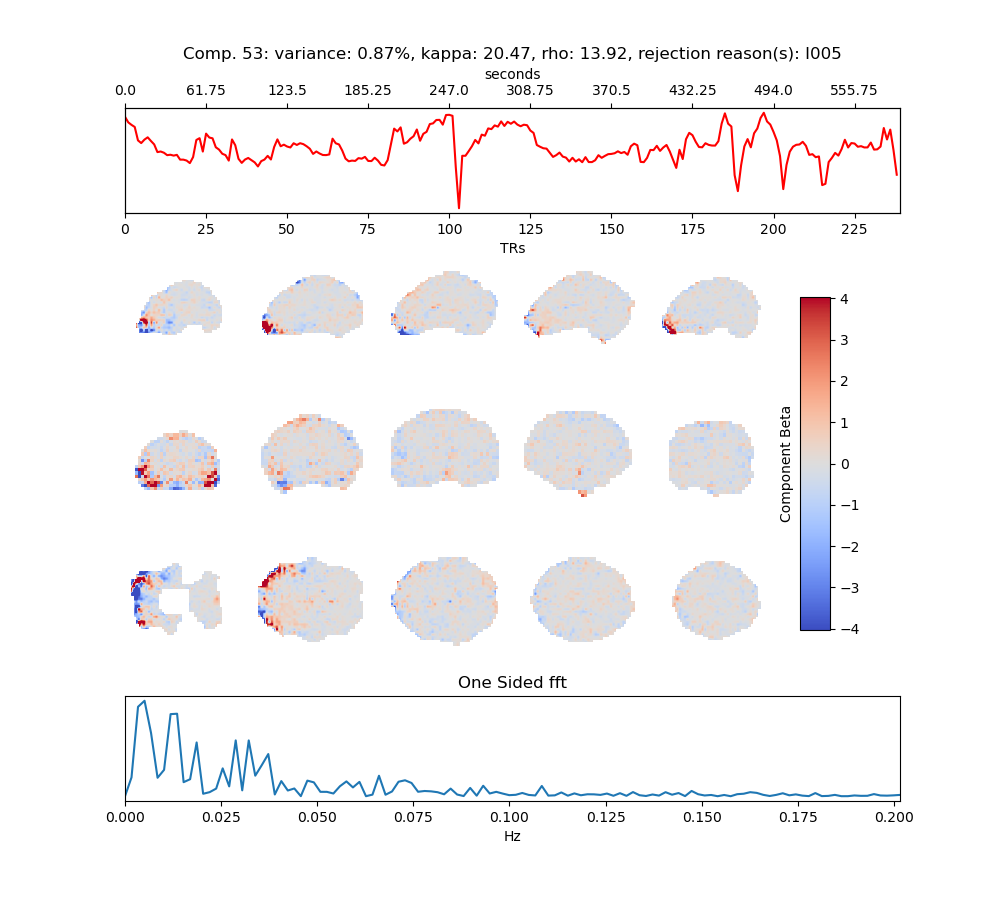 Comp. 53: variance: 0.87%, kappa: 20.47, rho: 13.92, rejection reason(s): I005
seconds
0.0 61.75 123.5 185.25 247.0 308.75 370.5 432.25 494.0 555.75
0 25 50 75 100 125 150 175 200 225
TRs
4
3
2
1
0
−1
−2
−3
−4
Component Beta
One Sided fft
0.000 0.025 0.050 0.075 0.100 0.125 0.150 0.175 0.200
Hz